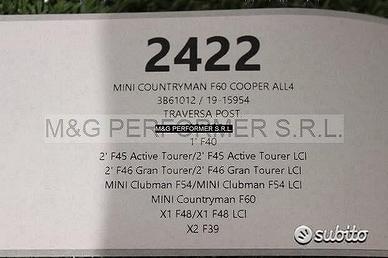 2422
MINI COUNTRYMAN F60 COOPER ALL4
3B61012 / 19-15954
TRAVERSA POST
M&G PERFORMER S.R.L.
M&G PERFORMER S.R.L
1' F40
2' F45 Active Tourer/2' F45 Active Tourer LCI
2' F46 Gran Tourer/2' F46 Gran Tourer LCI
MINI Clubman F54/MINI Clubman F54 LCI
MINI Countryman F60
X1 F48/X1 F48 LCI
X2 F39
subito